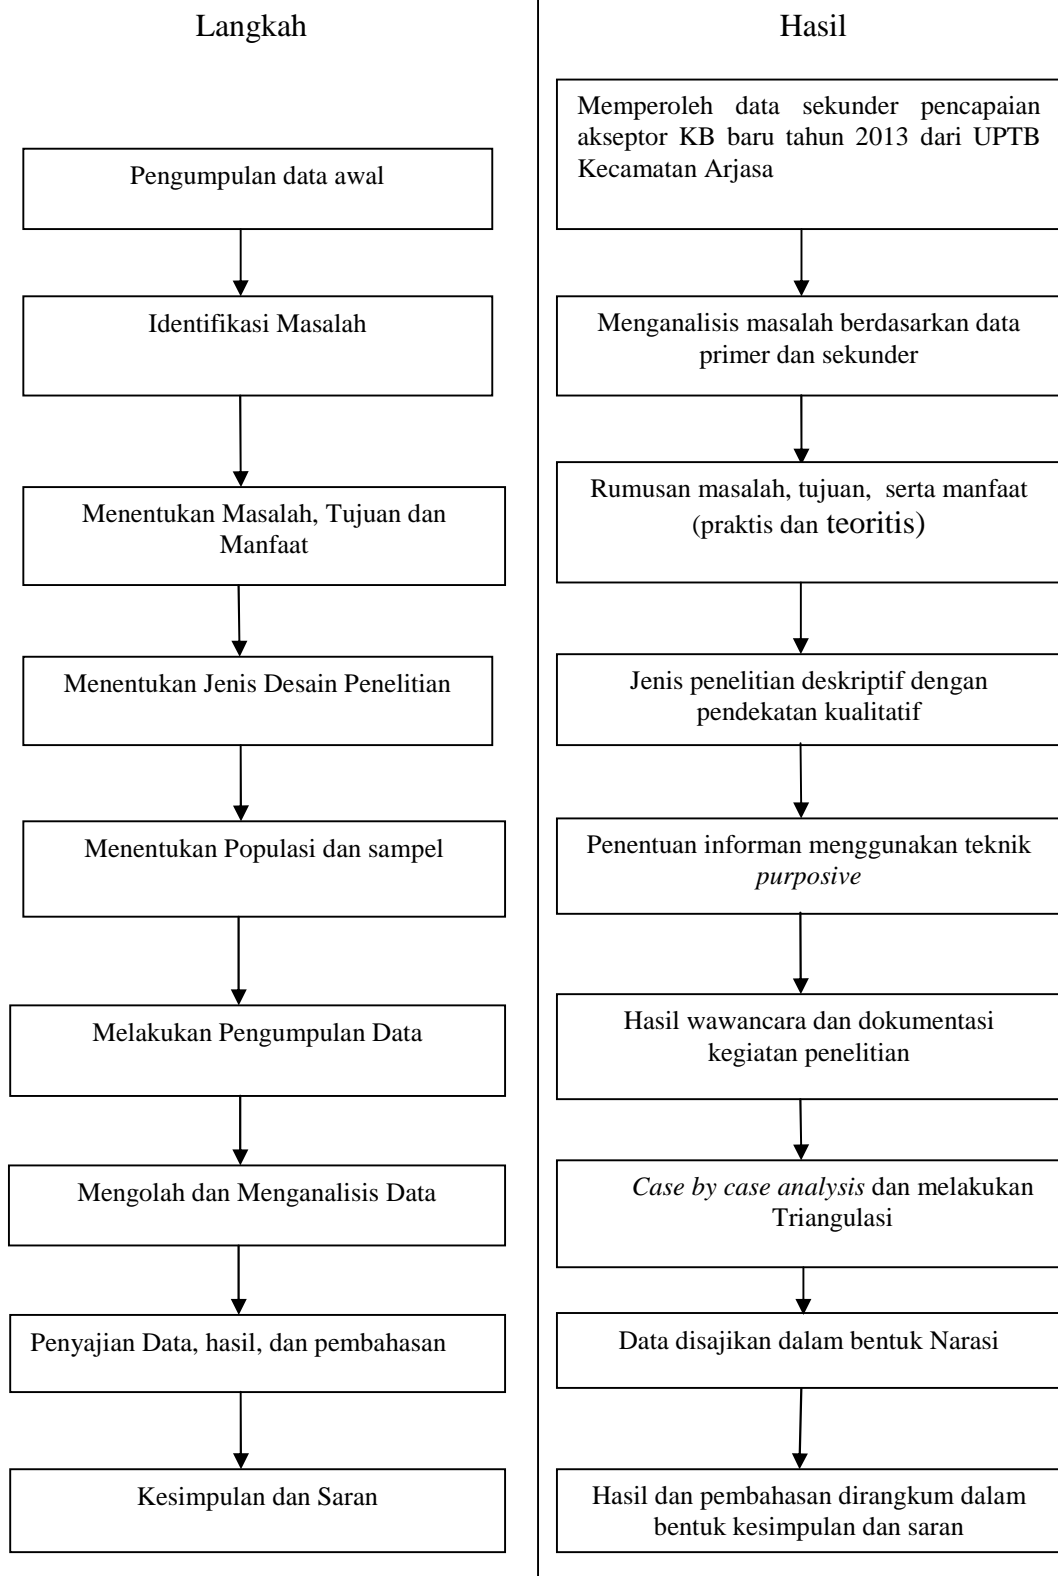 Langkah
Pengumpulan data awal
Identifikasi Masalah
Menentukan Masalah, Tujuan dan
Manfaat
Menentukan Jenis Desain Penelitian
Menentukan Populasi dan sampel
Melakukan Pengumpulan Data
Mengolah dan Menganalisis Data
Penyajian Data, hasil, dan pembahasan
Kesimpulan dan Saran
Hasil
Memperoleh data sekunder pencapaian
akseptor KB baru tahun 2013 dari UPTB
Kecamatan Arjasa
Menganalisis masalah berdasarkan data
primer dan sekunder
Rumusan masalah, tujuan, serta manfaat
(praktis dan teoritis)
Jenis penelitian deskriptif dengan
pendekatan kualitatif
Penentuan informan menggunakan teknik
purposive
Hasil wawancara dan dokumentasi
kegiatan penelitian
Case by case analysis dan melakukan
Triangulasi
Data disajikan dalam bentuk Narasi
Hasil dan pembahasan dirangkum dalam
bentuk kesimpulan dan saran